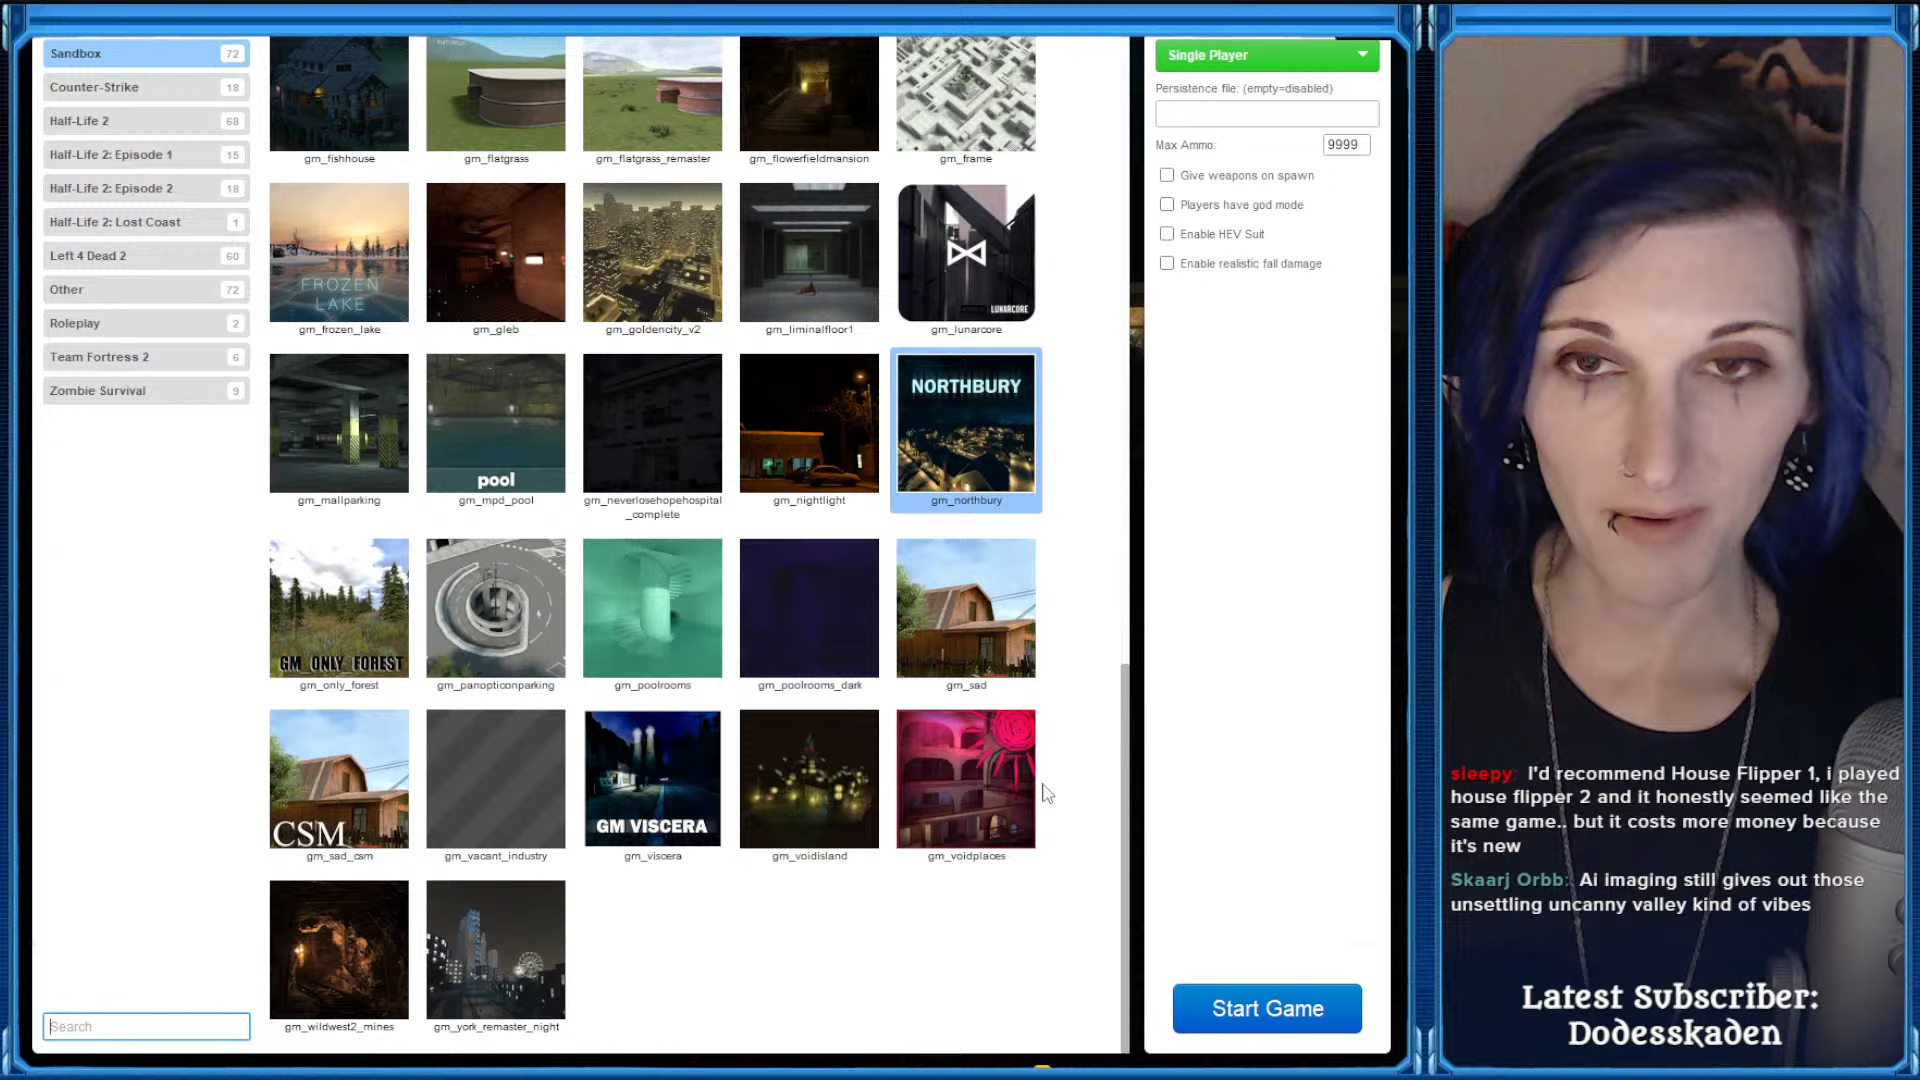 Sandbox 72
Counter-Strike 18
Half-Life 2 68
Half-Life 2: Episode 1 15
Half-Life 2: Episode 2 18
Half-Life 2: Lost Coast 1
Left 4 Dead 2 60
Other 72
Roleplay 2
Team Fortress 2 6
Zombie Survival 9
Search
gm_fishhouse
gm_flatgrass
gm_flatgrass_remaster
gm_flowerfieldmansion
gm_frame
FROZEN
LAKE
LUNARCORE
gm_frozen_lake
gm_gleb
gm_goldencity_v2
gm_liminalfloor1
gm_lunarcore
NORTHBURY
pool
gm_mallparking
gm_mpd_pool
gm_neverlosehopehospital
_complete
gm_nightlight
gm_northbury
GM_ONLY_FOREST
gm_only_forest
gm_panopticonparking
gm_poolrooms
gm_poolrooms_dark
gm_sad
CSM
GM VISCERA
gm_sad_csm
gm_vacant_industry
gm_viscera
gm_voidisland
gm_voidplaces
gm_wildwest2_mines
gm_york_remaster_night
Single Player
Persistence file: (empty=disabled)
Max Ammo: 9999
Give weapons on spawn
Players have god mode
Enable HEV Suit
Enable realistic fall damage
Start Game
sleepy: I'd recommend House Flipper 1, i played
house flipper 2 and it honestly seemed like the
same game.. but it costs more money because
it's new
Skaarj Orbb: Ai imaging still gives out those
unsettling uncanny valley kind of vibes
Latest Subscriber:
Dodesskaden